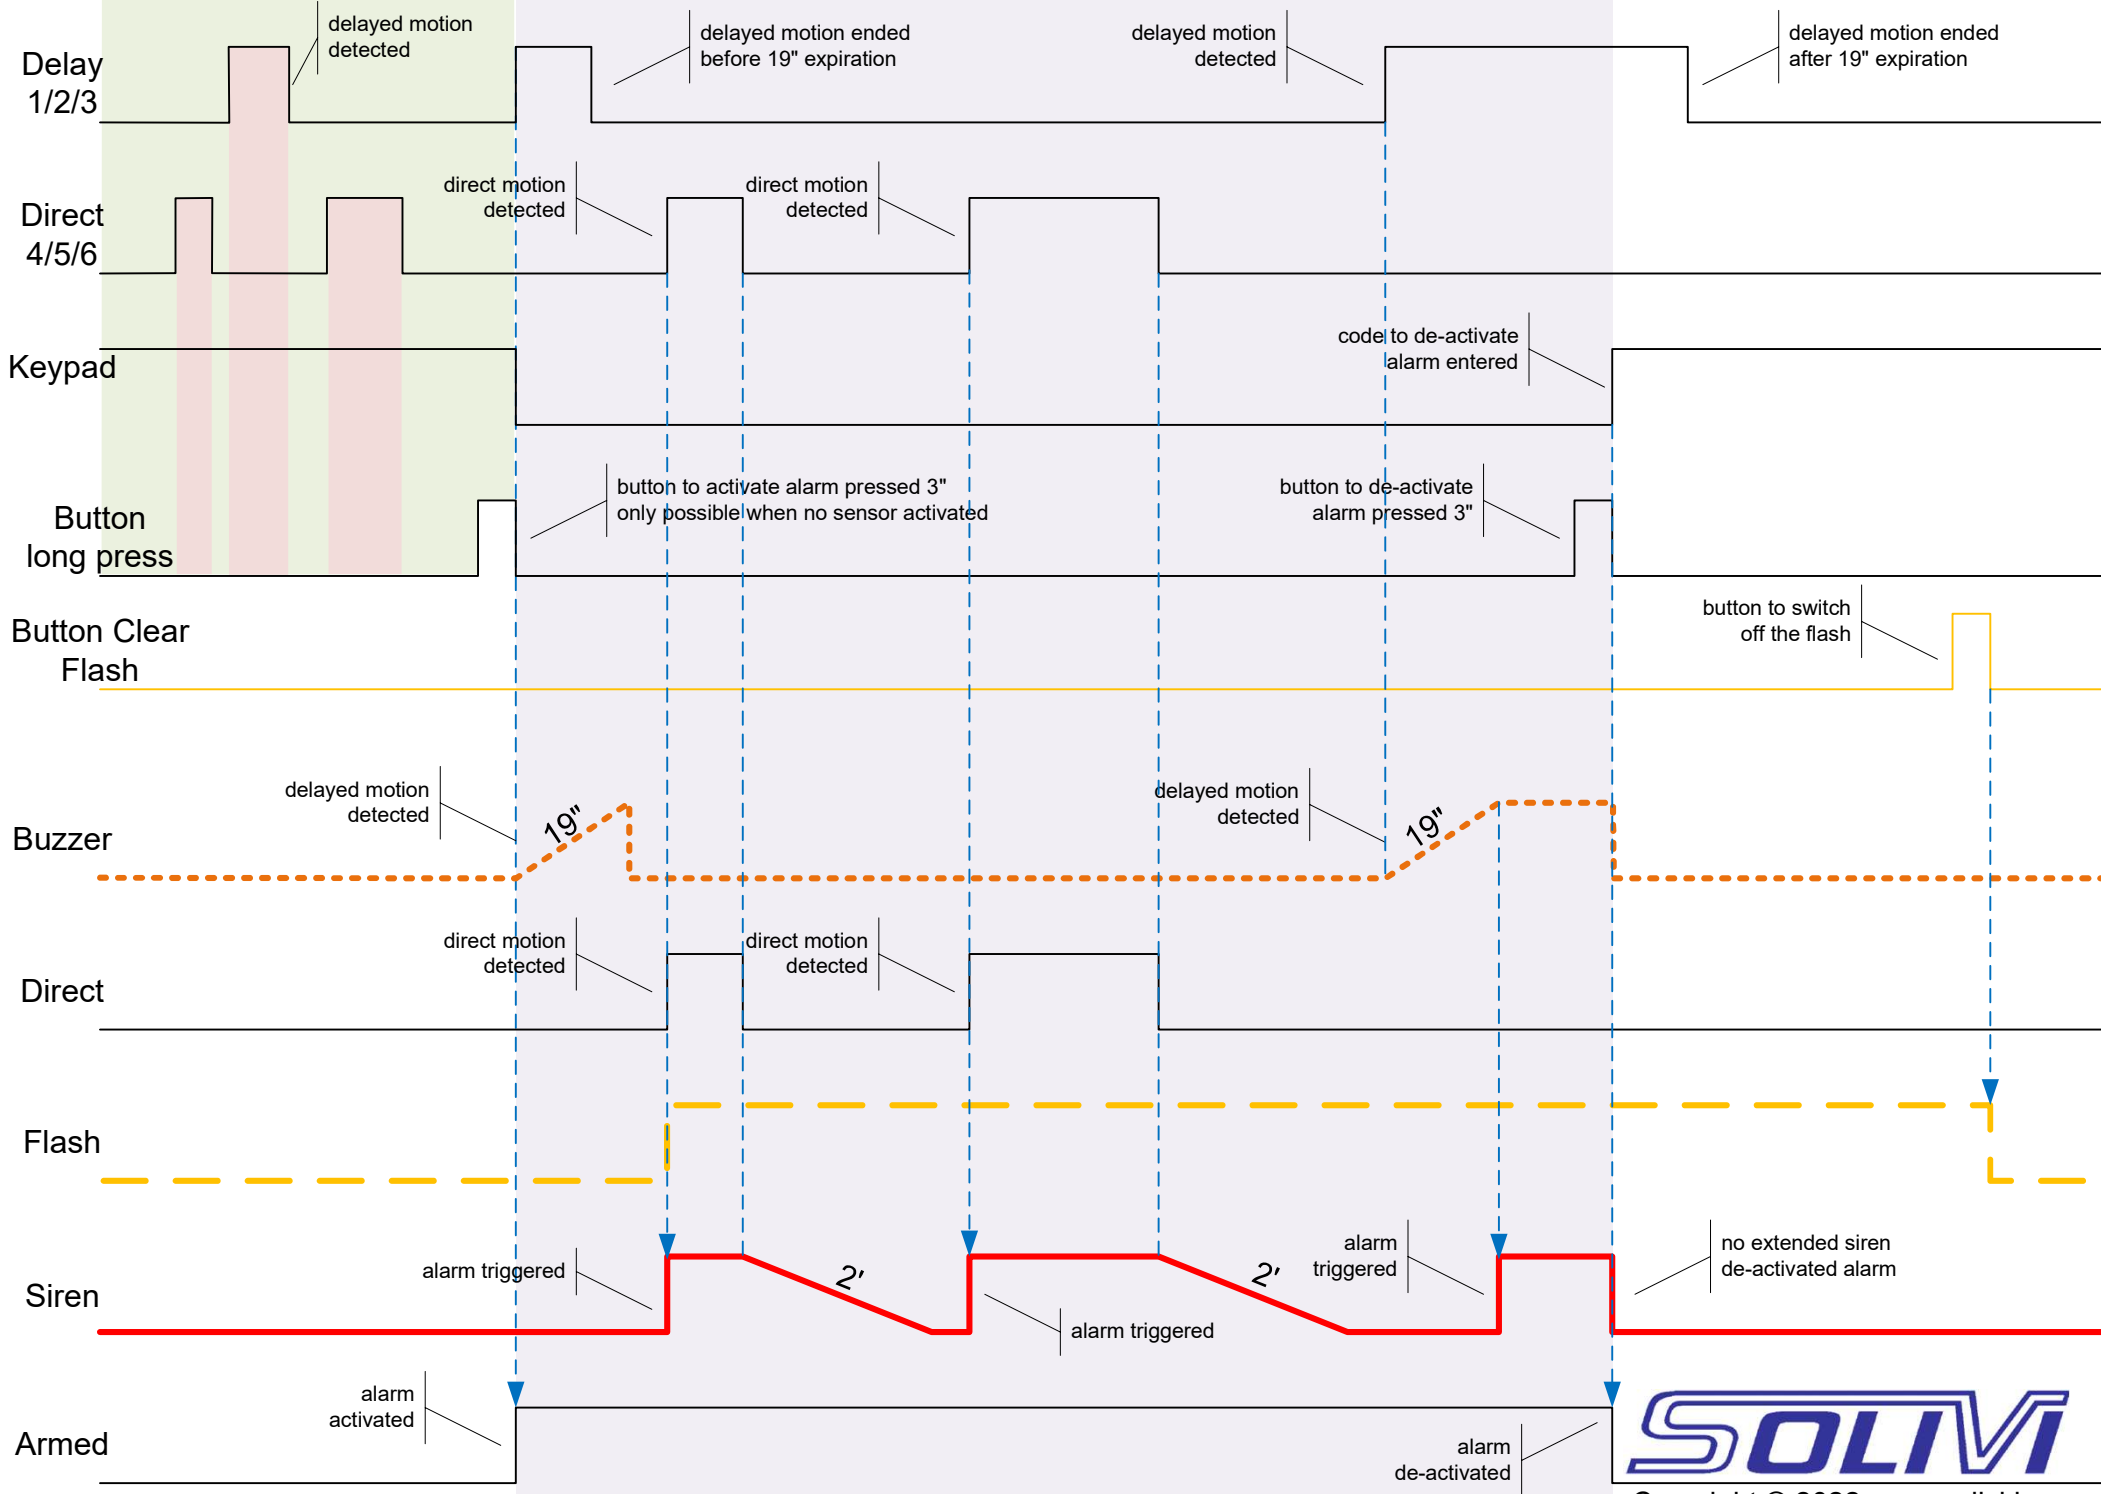 delayed motion
detected
delayed motion ended
before 19" expiration
delayed motion
detected
delayed motion ended
after 19" expiration
Delay
1/2/3
direct motion
detected
direct motion
detected
Direct
4/5/6
code to de-activate
alarm entered
Keypad
button to activate alarm pressed 3"
only possible when no sensor activated
button to de-activate
alarm pressed 3"
Button
long press
button to switch
off the flash
Button Clear
Flash
delayed motion
detected
19"
delayed motion
detected
19"
Buzzer
direct motion
detected
direct motion
detected
Direct
Flash
alarm triggered
2'
alarm triggered
2'
alarm
triggered
no extended siren
de-activated alarm
Siren
alarm
activated
Armed
alarm
de-activated
SOLIVI